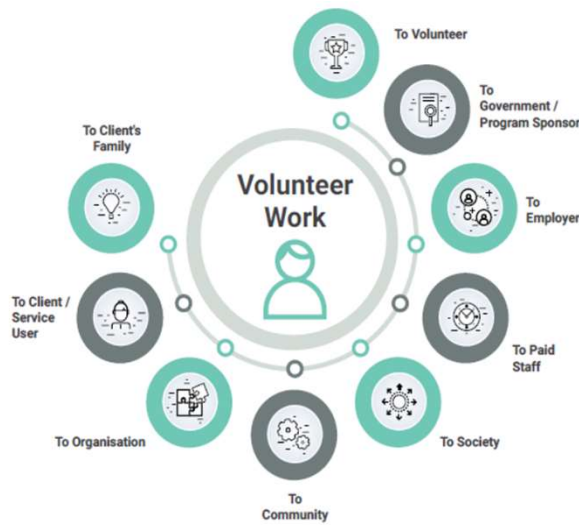 To Volunteer
To
Government /
Program Sponsor
To Client's
Family
Volunteer
Work
To
Employer
To Client /
Service
User
To Paid
Staff
To Organisation
To Society
To
Community